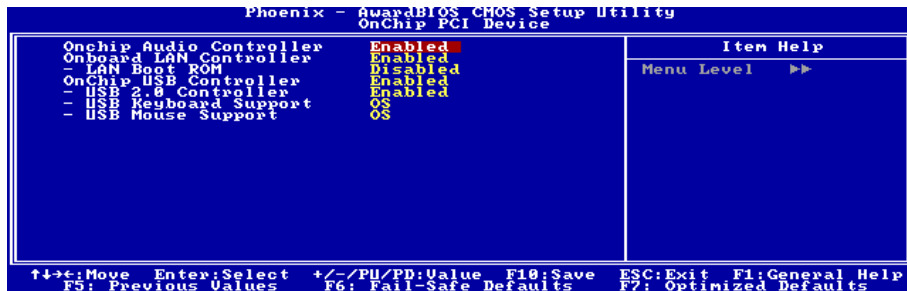 Phoenix - AwardBIOS CMOS Setup Utility
OnChip PCI Device
Onchip Audio Controller Enabled
Onboard LAN Controller Enabled
- LAN Boot ROM Disabled
OnChip USB Controller Enabled
- USB 2.0 Controller Enabled
- USB Keyboard Support OS
- USB Mouse Support OS
Item Help
Menu Level ►►
↑↓→←:Move Enter:Select +/-/PU/PD:Value F10:Save ESC:Exit F1:General Help
F5: Previous Values F6: Fail-Safe Defaults F7: Optimized Defaults